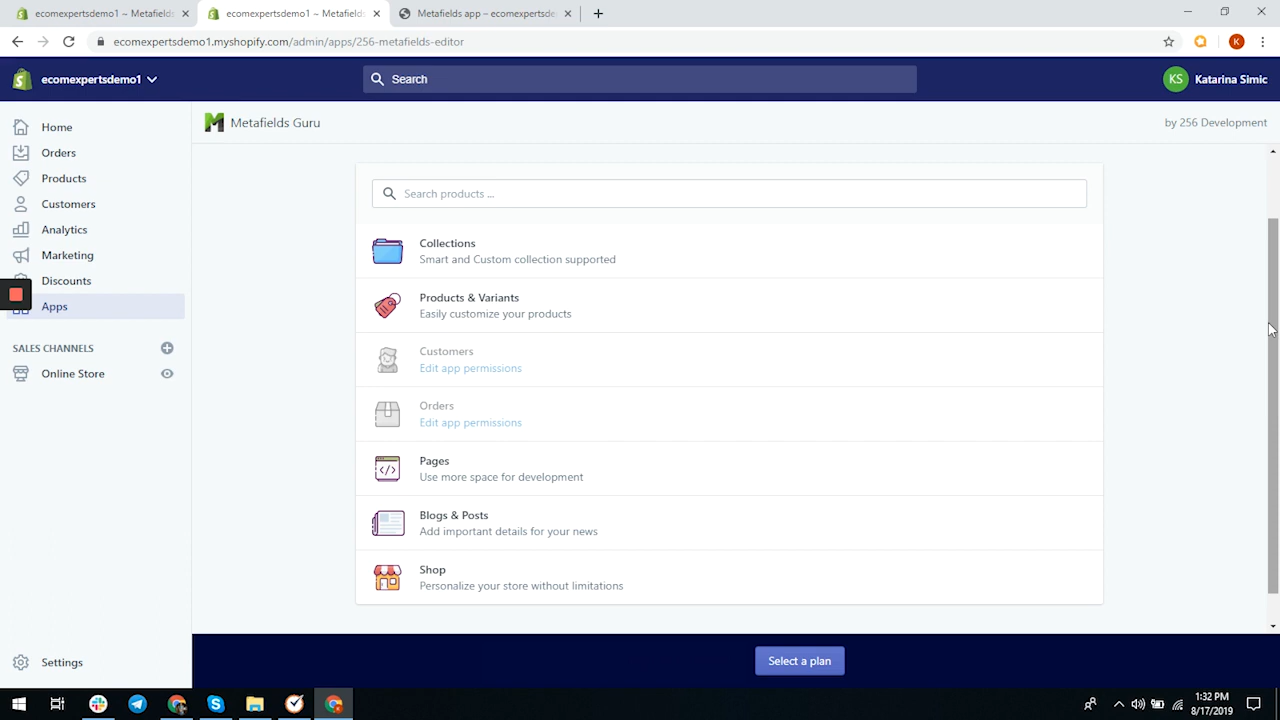 ecomexpertsdemo1 ~ Metafields
ecomexpertsdemo1 ~ Metafields
Metafields app – ecomexpertsde
ecomexpertsdemo1.myshopify.com/admin/apps/256-metafields-editor
K
ecomexpertsdemo1
Search
KS
Katarina Simic
Metafields Guru
by 256 Development
Home
Orders
Products
Customers
Analytics
Marketing
Discounts
Apps
SALES CHANNELS
Online Store
Settings
Search products ...
Collections
Smart and Custom collection supported
Products & Variants
Easily customize your products
Customers
Edit app permissions
Orders
Edit app permissions
Pages
Use more space for development
Blogs & Posts
Add important details for your news
Shop
Personalize your store without limitations
Select a plan
1:32 PM
8/17/2019